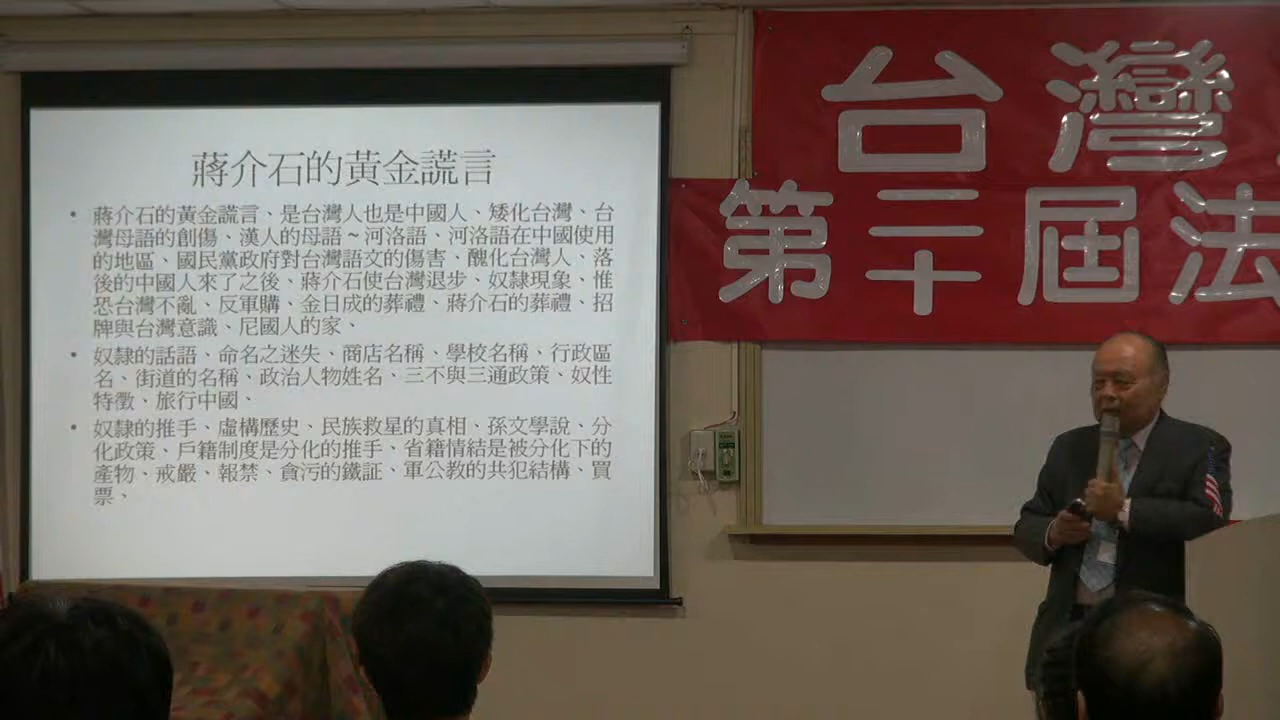 蔣介石的黃金謊言
• 蔣介石的黃金謊言、是台灣人也是中國人、矮化台灣、台
灣母語的創傷、漢人的母語～河洛語、河洛語在中國使用
的地區、國民黨政府對台灣語文的傷害、醜化台灣人、落
後的中國人來了之後、蔣介石使台灣退步、奴隸現象、惟
恐台灣不亂、反軍購、金日成的葬禮、蔣介石的葬禮、招
牌與台灣意識、尼國人的家、
• 奴隸的話語、命名之迷失、商店名稱、學校名稱、行政區
名、街道的名稱、政治人物姓名、三不與三通政策、奴性
特徵、旅行中國、
• 奴隸的推手、虛構歷史、民族救星的真相、孫文學說、分
化政策、戶籍制度是分化的推手、省籍情結是被分化下的
產物、戒嚴、報禁、貪污的鐵証、軍公教的共犯結構、買
票、
台灣
第二十屆法